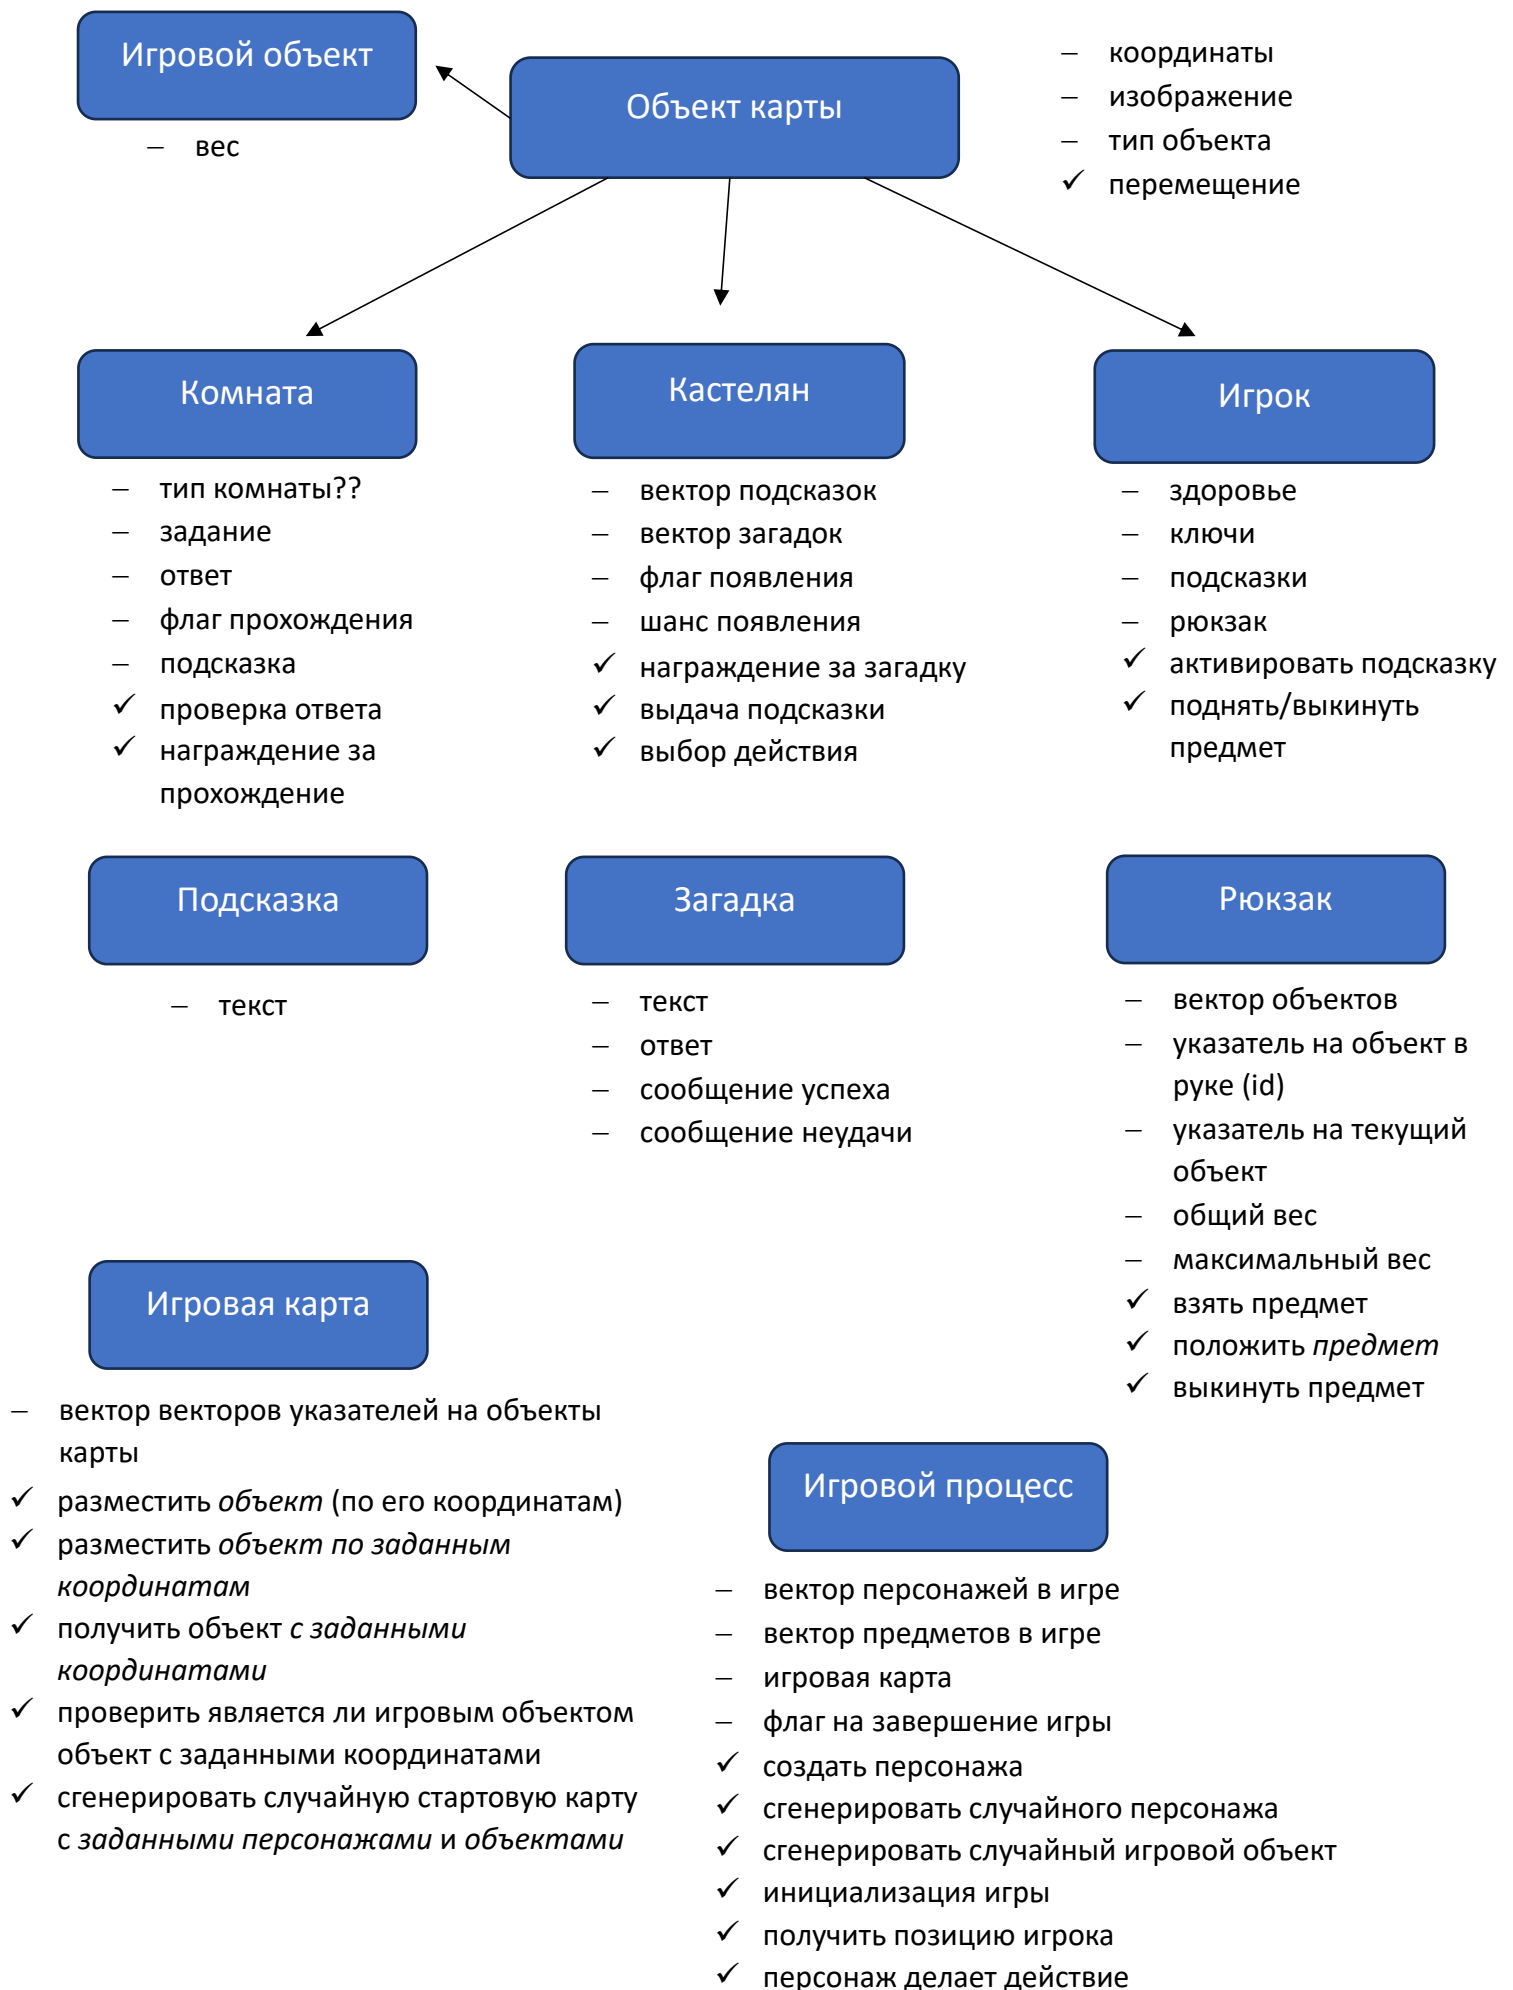 Игровой объект
– вес
Объект карты
– координаты
– изображение
– тип объекта
✓ перемещение
Комната
– тип комнаты??
– задание
– ответ
– флаг прохождения
– подсказка
✓ проверка ответа
✓ награждение за
прохождение
Кастелян
– вектор подсказок
– вектор загадок
– флаг появления
– шанс появления
✓ награждение за загадку
✓ выдача подсказки
✓ выбор действия
Игрок
– здоровье
– ключи
– подсказки
– рюкзак
✓ активировать подсказку
✓ поднять/выкинуть
предмет
Подсказка
– текст
Загадка
– текст
– ответ
– сообщение успеха
– сообщение неудачи
Рюкзак
– вектор объектов
– указатель на объект в
руке (id)
– указатель на текущий
объект
– общий вес
– максимальный вес
✓ взять предмет
✓ положить предмет
✓ выкинуть предмет
Игровая карта
– вектор векторов указателей на объекты
карты
✓ разместить объект (по его координатам)
✓ разместить объект по заданным
координатам
✓ получить объект с заданными
координатами
✓ проверить является ли игровым объектом
объект с заданными координатами
✓ сгенерировать случайную стартовую карту
с заданными персонажами и объектами
Игровой процесс
– вектор персонажей в игре
– вектор предметов в игре
– игровая карта
– флаг на завершение игры
✓ создать персонажа
✓ сгенерировать случайного персонажа
✓ сгенерировать случайный игровой объект
✓ инициализация игры
✓ получить позицию игрока
✓ персонаж делает действие